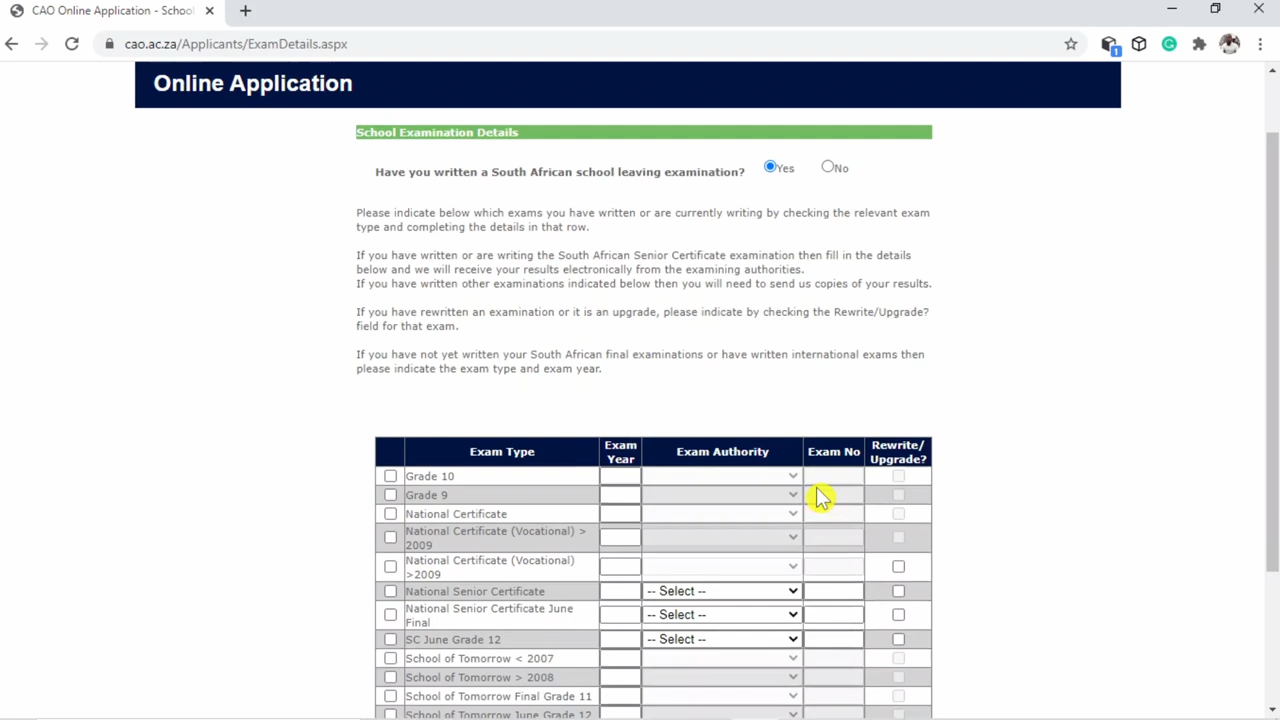 CAO Online Application - School
cao.ac.za/Applicants/ExamDetails.aspx
1
Online Application
School Examination Details
Have you written a South African school leaving examination? Yes No
Please indicate below which exams you have written or are currently writing by checking the relevant exam
type and completing the details in that row.
If you have written or are writing the South African Senior Certificate examination then fill in the details
below and we will receive your results electronically from the examining authorities.
If you have written other examinations indicated below then you will need to send us copies of your results.
If you have rewritten an examination or it is an upgrade, please indicate by checking the Rewrite/Upgrade?
field for that exam.
If you have not yet written your South African final examinations or have written international exams then
please indicate the exam type and exam year.
Exam Type Exam Year Exam Authority Exam No Rewrite/ Upgrade?
Grade 10
Grade 9
National Certificate
National Certificate (Vocational) >
2009
National Certificate (Vocational)
>2009
National Senior Certificate -- Select --
National Senior Certificate June
Final -- Select --
SC June Grade 12 -- Select --
School of Tomorrow < 2007
School of Tomorrow > 2008
School of Tomorrow Final Grade 11
School of Tomorrow June Grade 12